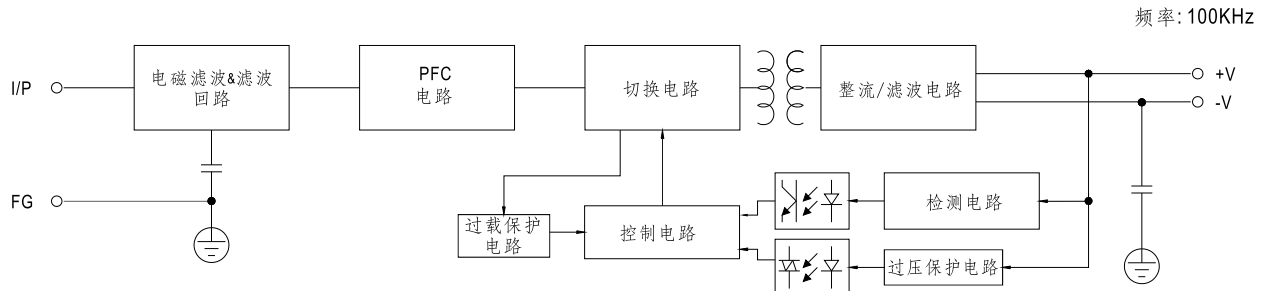 频率: 100KHz
I/P
电磁滤波&滤波
回路
PFC
电路
切换电路
整流/滤波电路
+V
-V
FG
过载保护
电路
控制电路
检测电路
过压保护电路